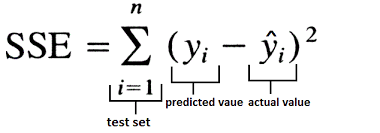 n
SSE = ∑ (yᵢ − ŷᵢ)²
i=1
predicted vaue actual value
test set